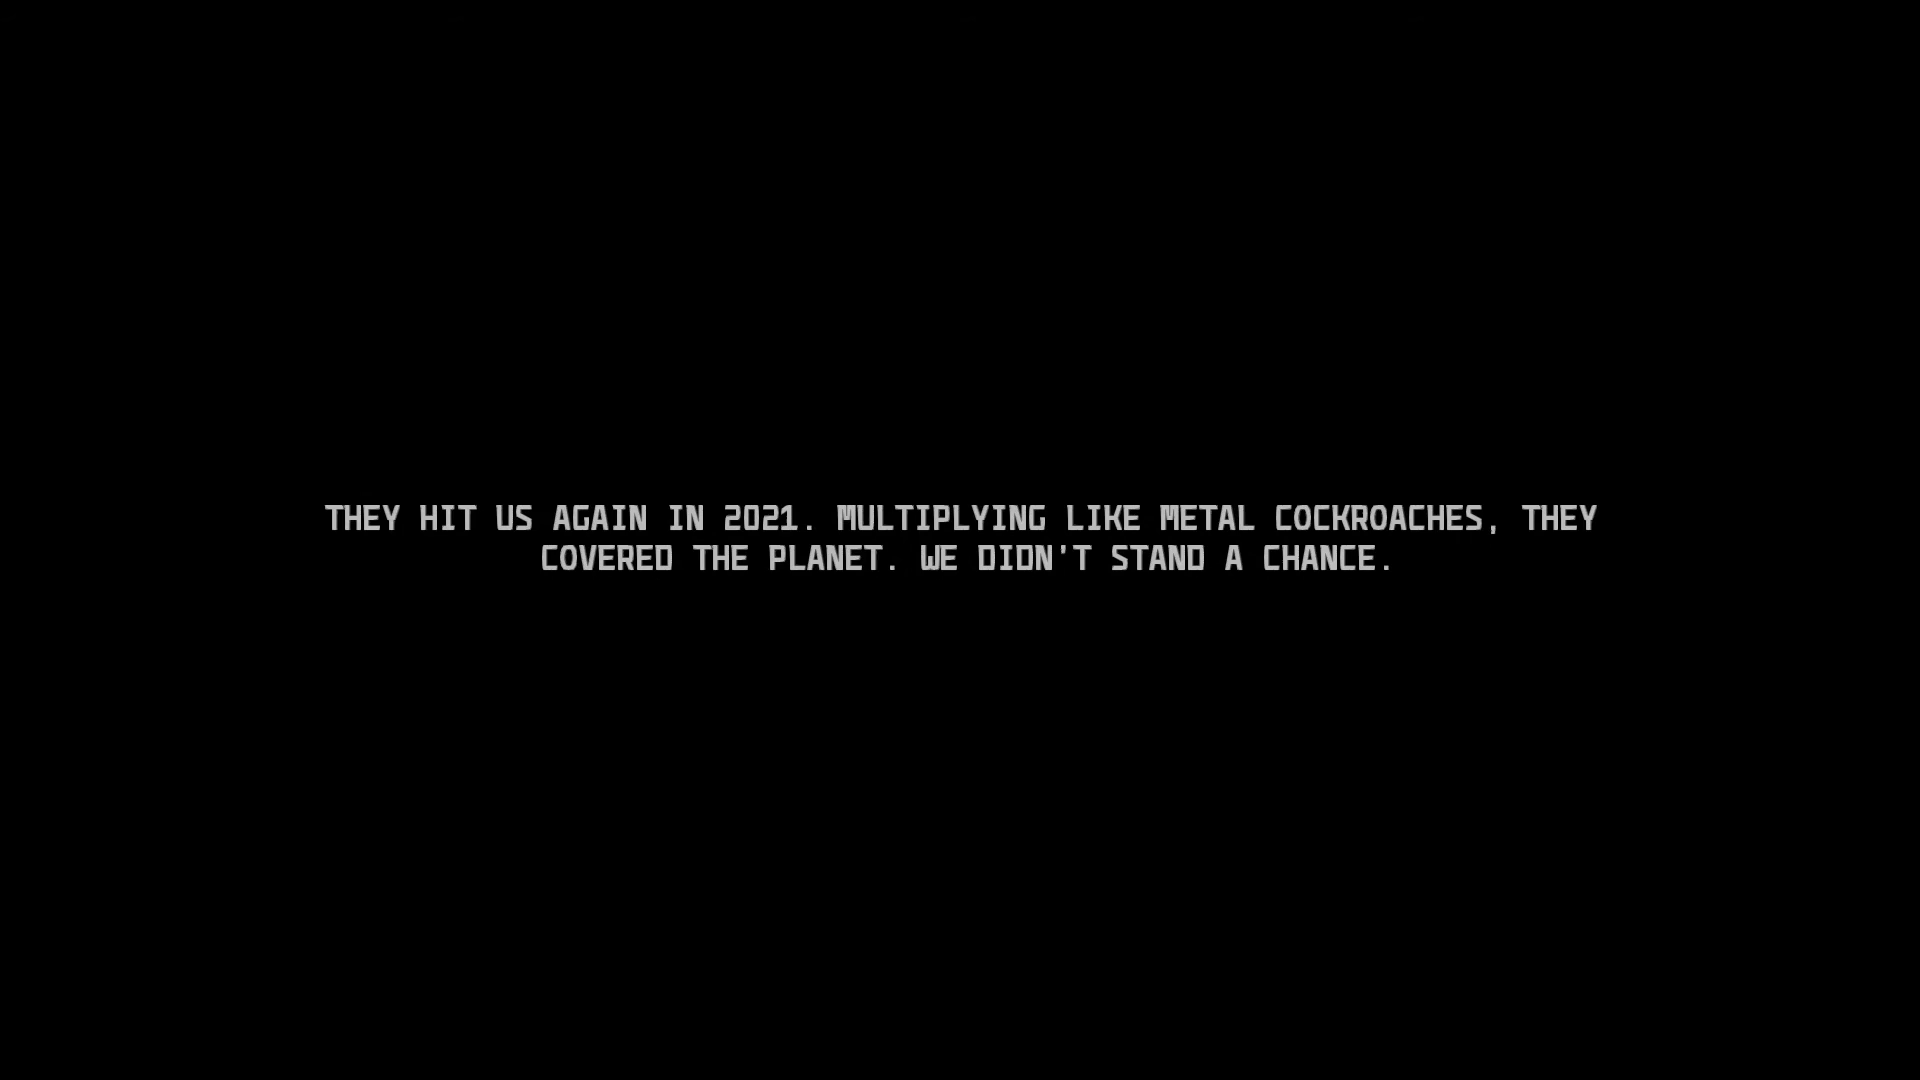 THEY HIT US AGAIN IN 2021. MULTIPLYING LIKE METAL COCKROACHES, THEY
COVERED THE PLANET. WE DIDN'T STAND A CHANCE.